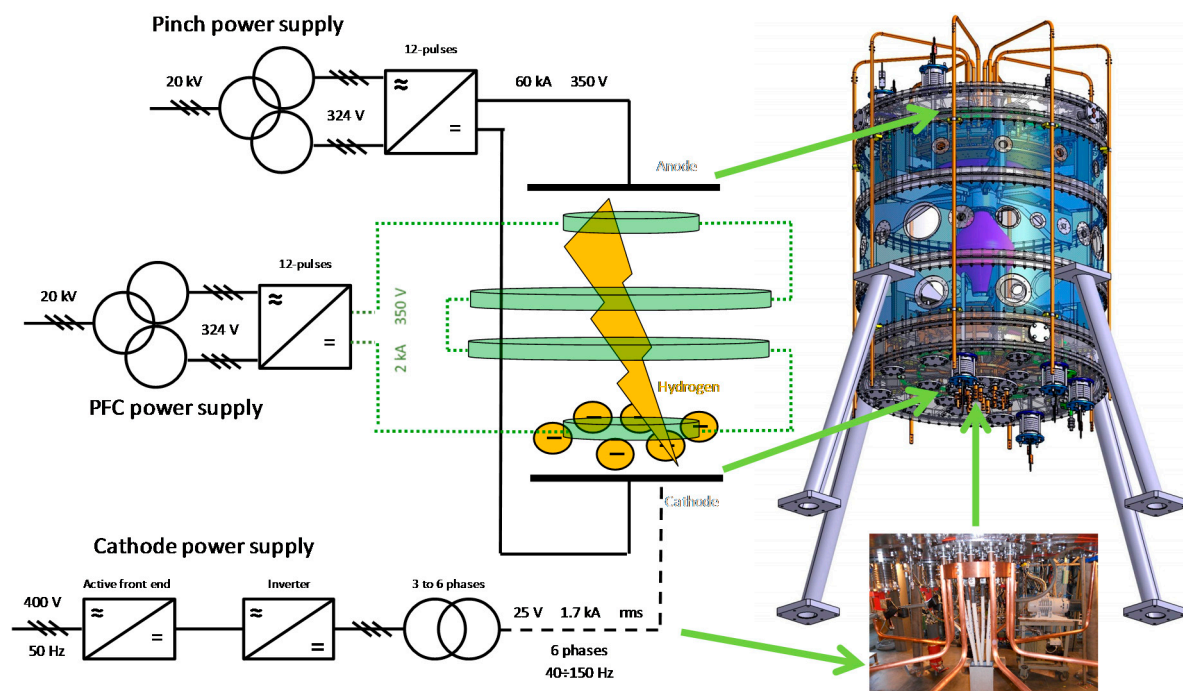 Pinch power supply
12-pulses
20 kV
60 kA 350 V
324 V
≈
=
Anode
12-pulses
20 kV
324 V
≈
=
2 kA 350 V
PFC power supply
Hydrogen
− − − − − −
Cathode
Cathode power supply
Active front end
Inverter
3 to 6 phases
400 V
50 Hz
≈
=
≈
=
25 V 1.7 kA rms
6 phases
40÷150 Hz